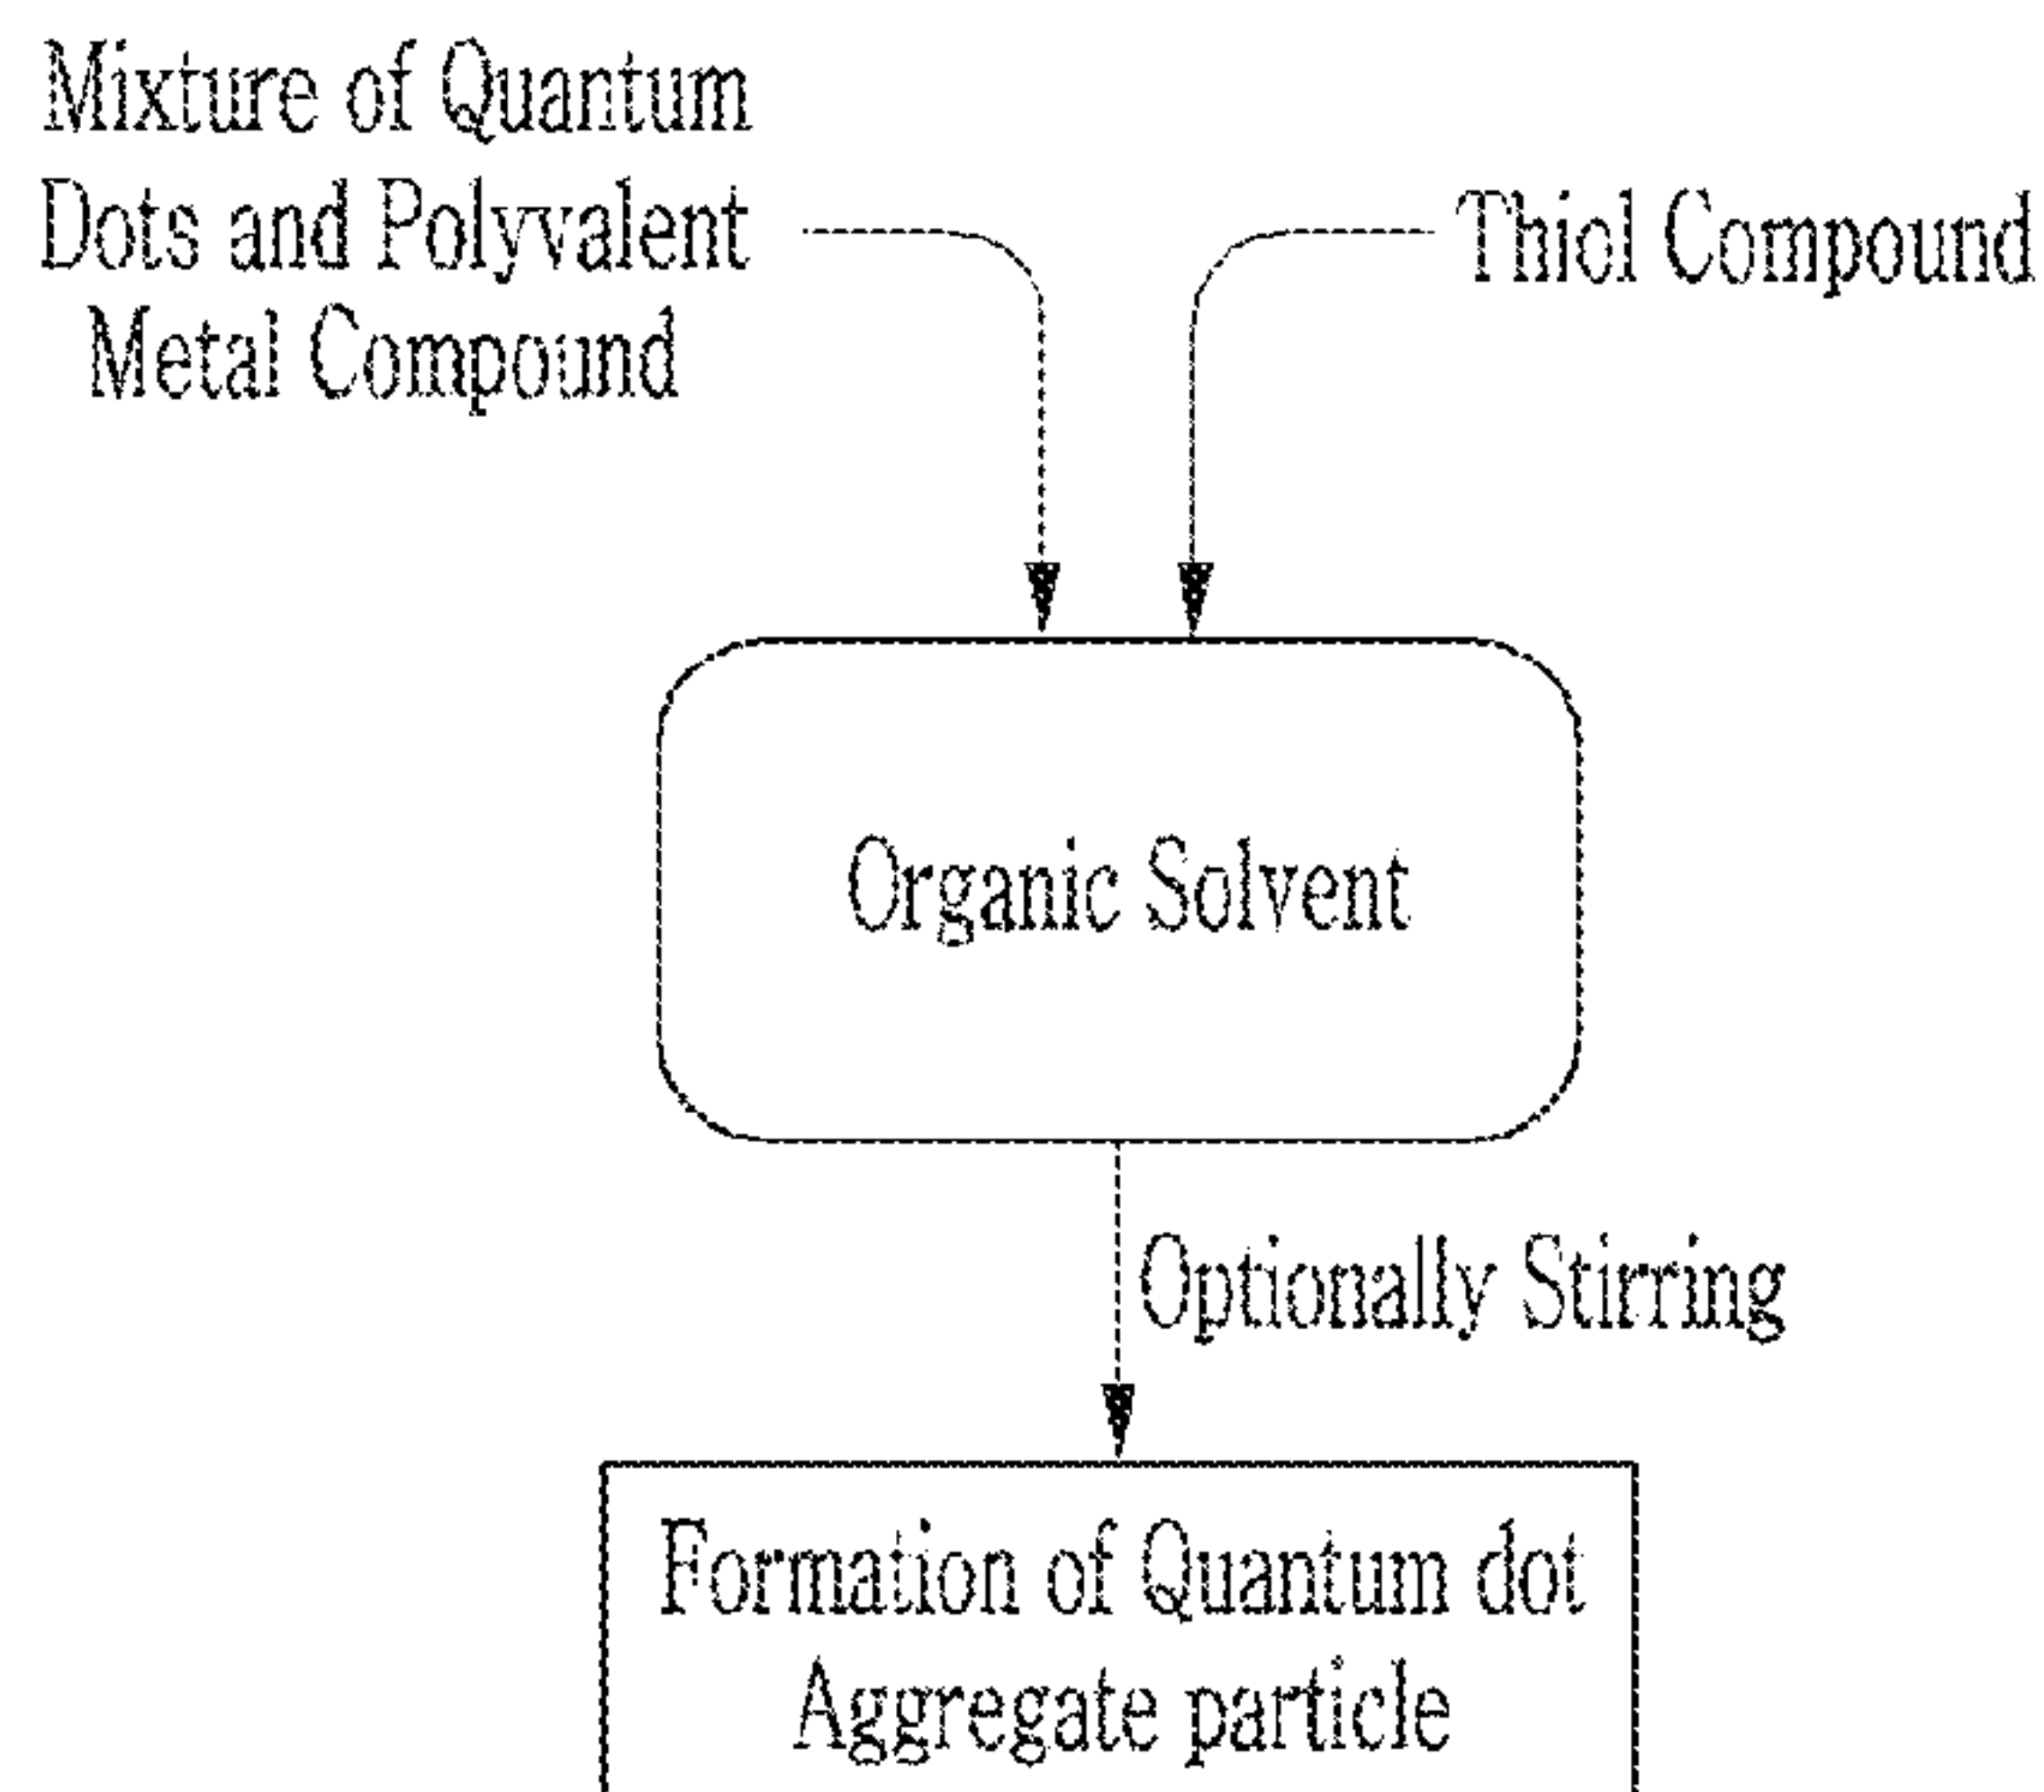 Mixture of Quantum
Dots and Polyvalent
Metal Compound
Thiol Compound
Organic Solvent
Optionally Stirring
Formation of Quantum dot
Aggregate particle